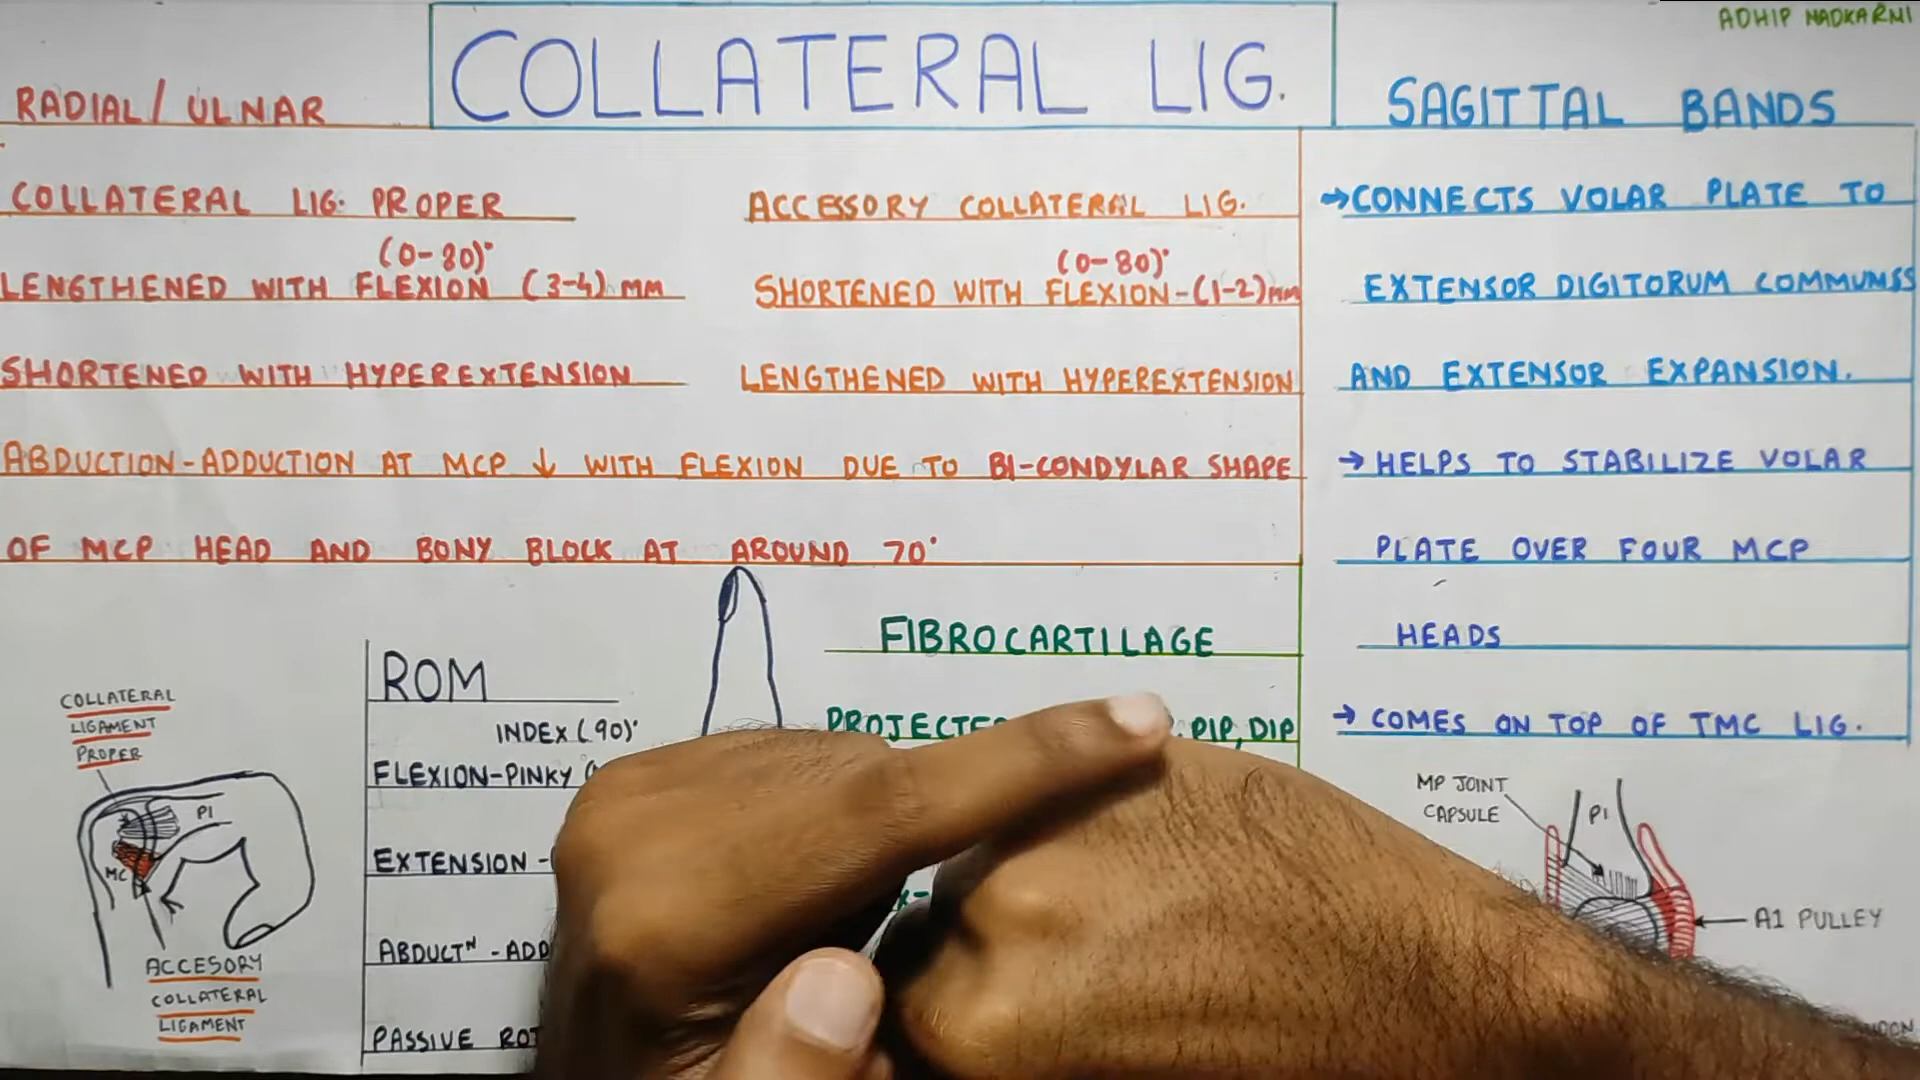 ADHIP NADKARNI
COLLATERAL LIG.
RADIAL/ULNAR
COLLATERAL LIG. PROPER
(0-80)°
LENGTHENED WITH FLEXION (3-4) mm
SHORTENED WITH HYPEREXTENSION
ACCESSORY COLLATERAL LIG.
(0-80)°
SHORTENED WITH FLEXION-(1-2)mm
LENGTHENED WITH HYPEREXTENSION
ABDUCTION-ADDUCTION AT MCP ↓ WITH FLEXION DUE TO BI-CONDYLAR SHAPE
OF MCP HEAD AND BONY BLOCK AT AROUND 70°
SAGITTAL BANDS
→CONNECTS VOLAR PLATE TO
EXTENSOR DIGITORUM
AND EXTENSOR EXPANSION.
→HELPS TO STABILIZE VOLAR
PLATE OVER FOUR MCP
HEADS
→ COMES ON TOP OF TMC LIG.
COLLATERAL
LIGAMENT
PROPER
P1
MC
ACCESORY
COLLATERAL
LIGAMENT
ROM
INDEX (90)°
FLEXION-PINKY (
EXTENSION -
ABDUCTᴺ - ADD
PASSIVE
FIBROCARTILAGE
PIP, DIP
MP JOINT
CAPSULE
P1
A1 PULLEY